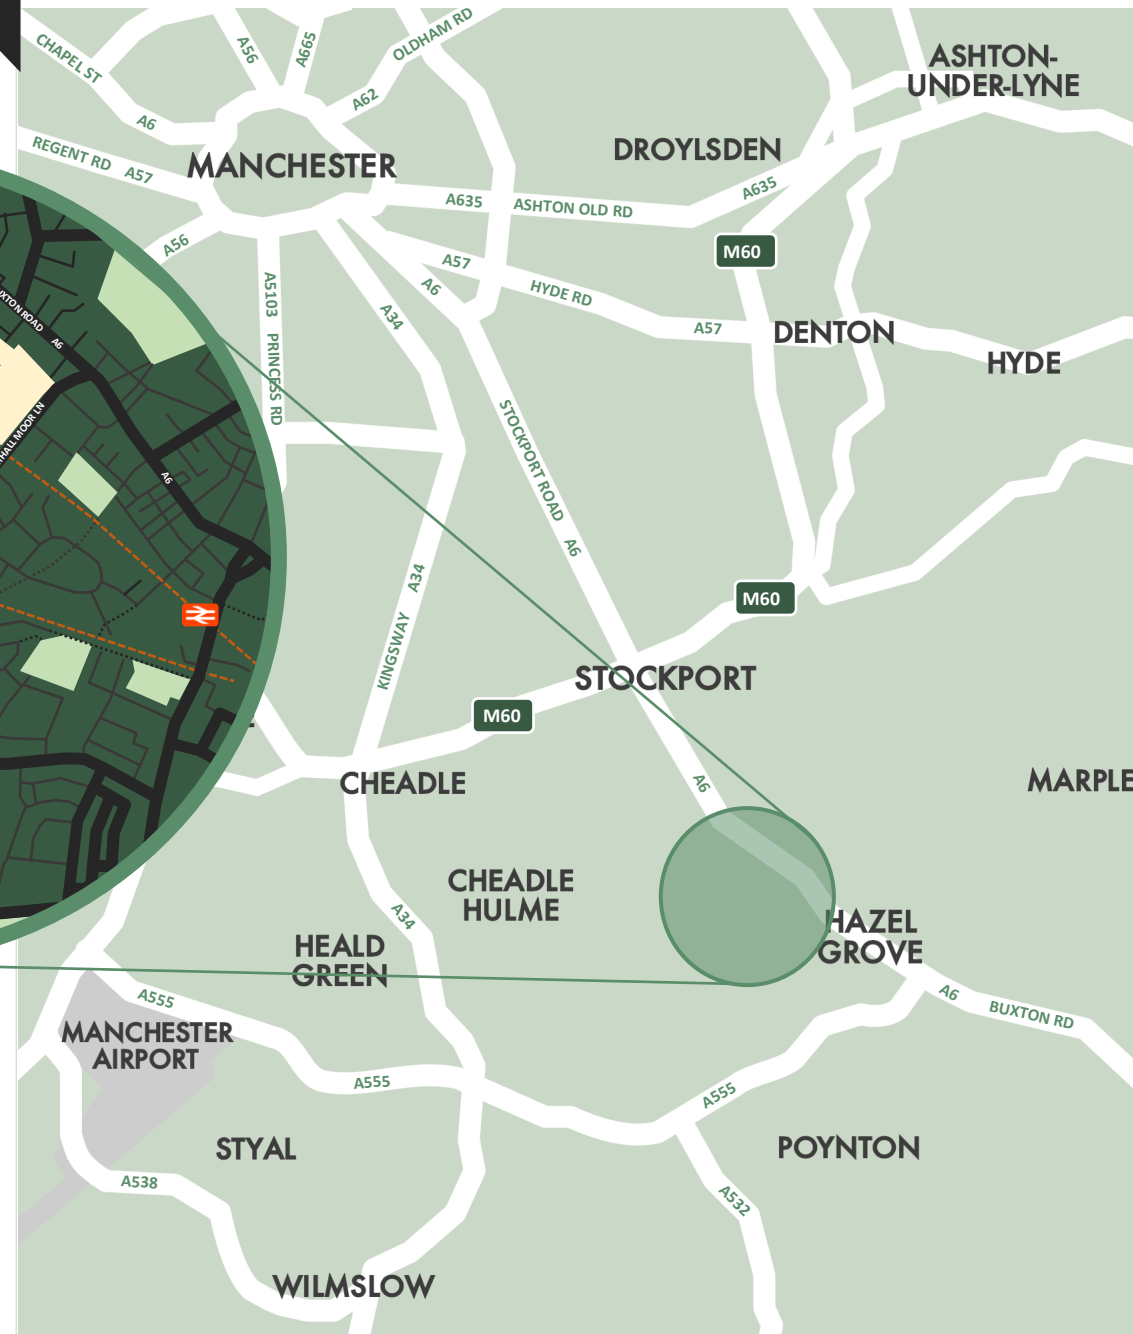 CHAPEL ST
A56
A665
OLDHAM RD
A62
A6
ASHTON-
UNDER-LYNE
REGENT RD A57
MANCHESTER
DROYLSDEN
A635
A635 ASHTON OLD RD
A56
M60
A57
A6
HYDE RD
A5103 PRINCESS RD
A34
A57
DENTON
HYDE
A6
A6
STOCKPORT ROAD A6
KINGSWAY A34
M60
STOCKPORT
M60
CHEADLE
A6
MARPLE
CHEADLE
HULME
A34
HAZEL
GROVE
HEALD
GREEN
A555
A6 BUXTON RD
MANCHESTER
AIRPORT
A555
A555
STYAL
POYNTON
A538
A532
WILMSLOW